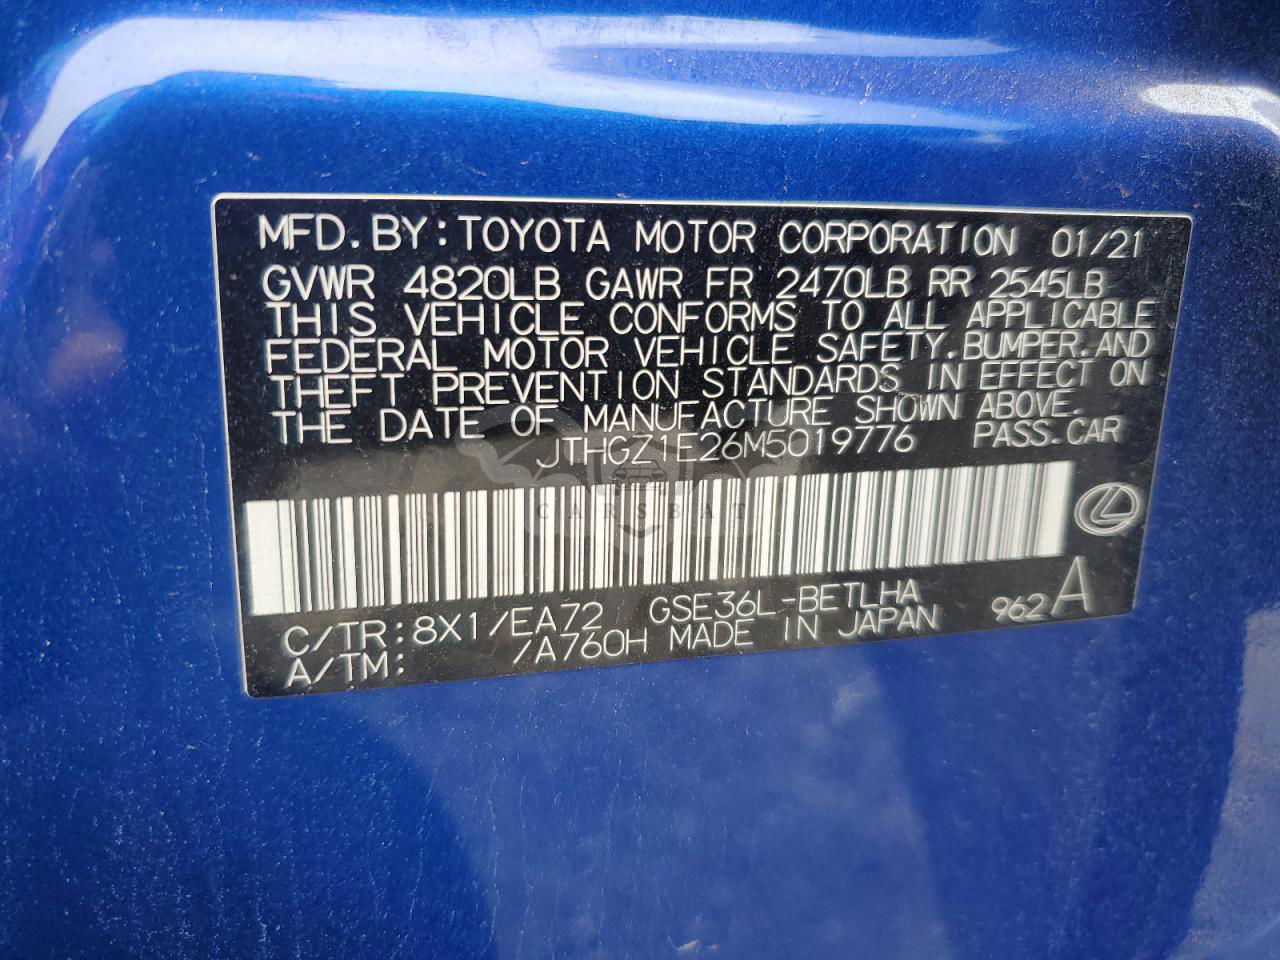 MFD.BY:TOYOTA MOTOR CORPORATION 01/21
GVWR 4820LB GAWR FR 2470LB RR 2545LB
THIS VEHICLE CONFORMS TO ALL APPLICABLE
FEDERAL MOTOR VEHICLE SAFETY,BUMPER,AND
THEFT PREVENTION STANDARDS IN EFFECT ON
THE DATE OF MANUFACTURE SHOWN ABOVE.
JTHGZ1E26M5019776 PASS.CAR
CARSBAT
C/TR:8X1/EA72 GSE36L-BETLHA
A/TM: /A760H MADE IN JAPAN 962 A